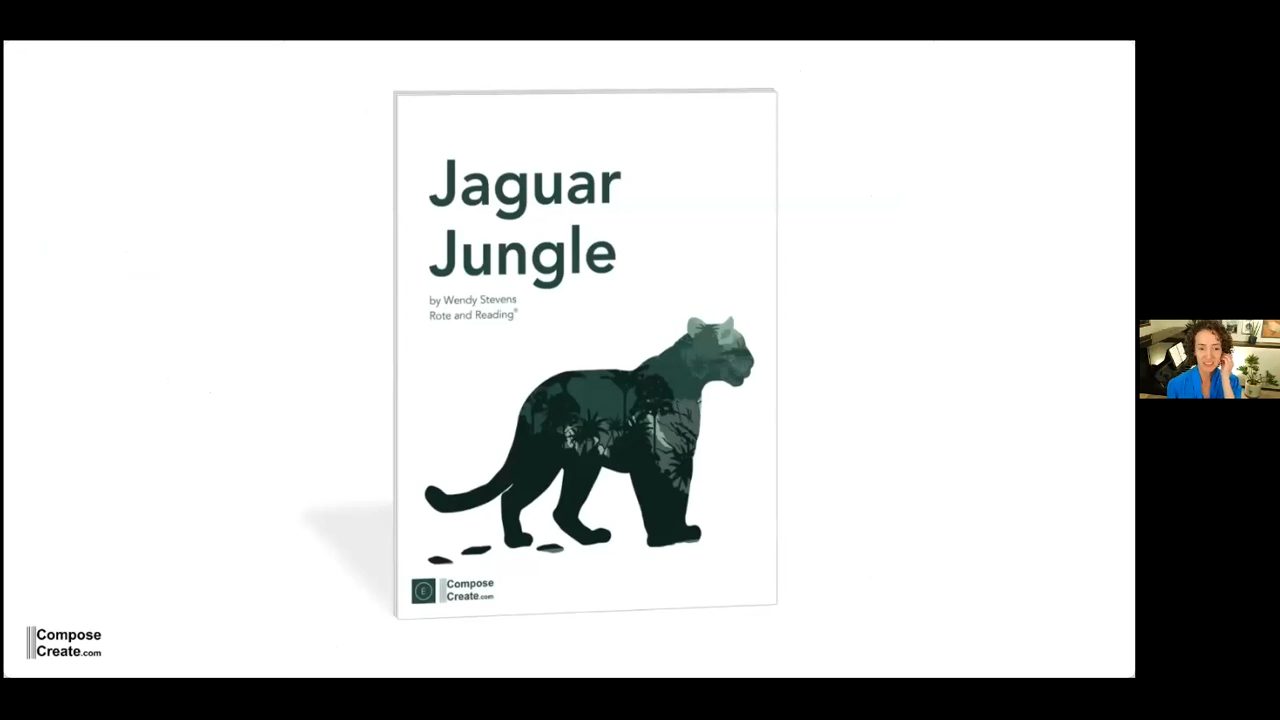 Jaguar
Jungle
by Wendy Stevens
Rote and Reading®
E
Compose
Create.com
Compose
Create.com